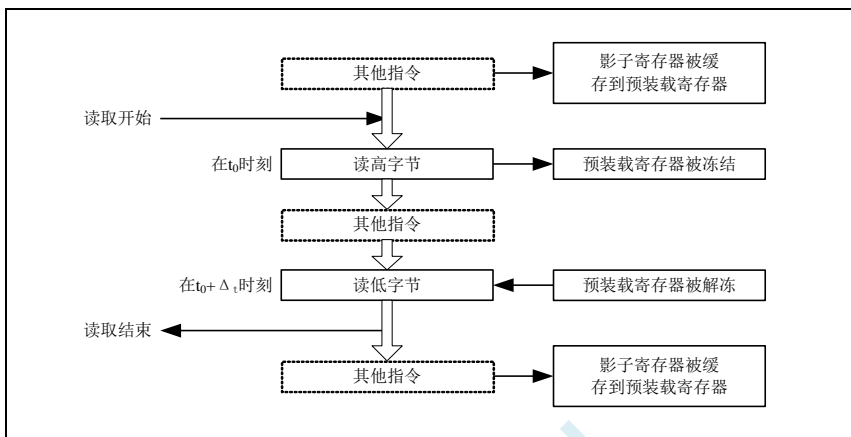 其他指令
影子寄存器被缓
存到预装载寄存器
读取开始
在t₀时刻
读高字节
预装载寄存器被冻结
其他指令
在t₀+Δₜ时刻
读低字节
预装载寄存器被解冻
读取结束
其他指令
影子寄存器被缓
存到预装载寄存器